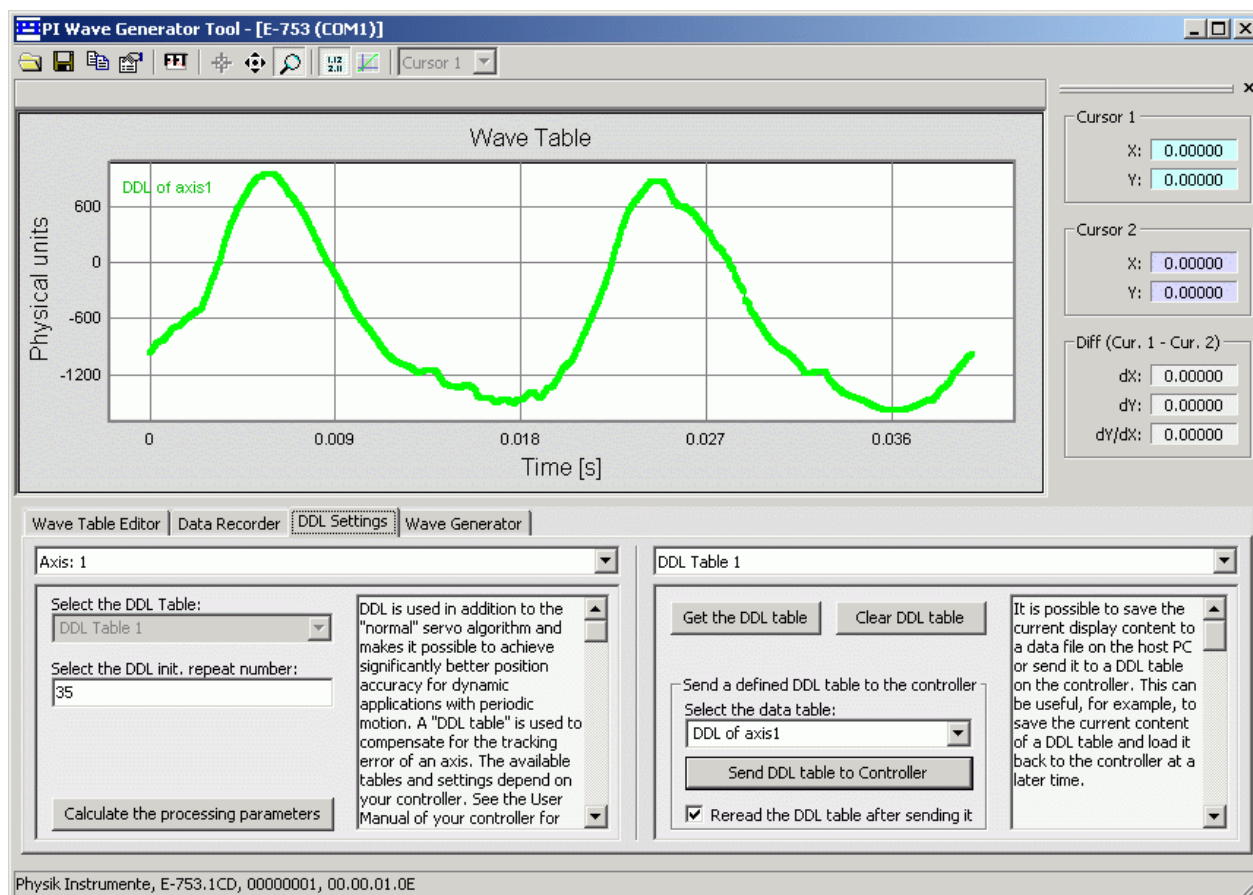 PI Wave Generator Tool - [E-753 (COM1)]
Cursor 1
Wave Table
DDL of axis1
Physical units
600
0
-600
-1200
0
0.009
0.018
0.027
0.036
Time [s]
Cursor 1
X: 0.00000
Y: 0.00000
Cursor 2
X: 0.00000
Y: 0.00000
Diff (Cur. 1 - Cur. 2)
dX: 0.00000
dY: 0.00000
dY/dX: 0.00000
Wave Table Editor
Data Recorder
DDL Settings
Wave Generator
Axis: 1
Select the DDL Table:
DDL Table 1
Select the DDL init. repeat number:
35
Calculate the processing parameters
DDL is used in addition to the
"normal" servo algorithm and
makes it possible to achieve
significantly better position
accuracy for dynamic
applications with periodic
motion. A "DDL table" is used to
compensate for the tracking
error of an axis. The available
tables and settings depend on
your controller. See the User
Manual of your controller for
DDL Table 1
Get the DDL table
Clear DDL table
Send a defined DDL table to the controller
Select the data table:
DDL of axis1
Send DDL table to Controller
Reread the DDL table after sending it
It is possible to save the
current display content to
a data file on the host PC
or send it to a DDL table
on the controller. This can
be useful, for example, to
save the current content
of a DDL table and load it
back to the controller at a
later time.
Physik Instrumente, E-753.1CD, 00000001, 00.00.01.0E